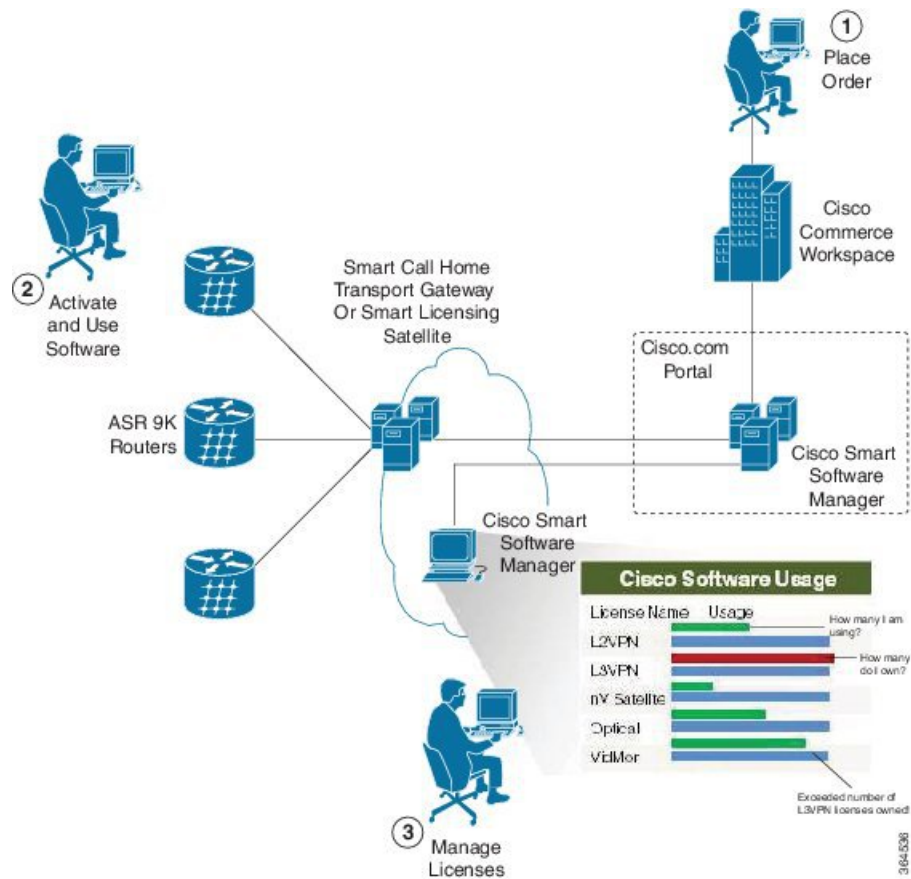 1
Place
Order
Cisco
Commerce
Workspace
2
Activate
and Use
Software
Smart Call Home
Transport Gateway
Or Smart Licensing
Satellite
ASR 9K
Routers
Cisco.com
Portal
Cisco Smart
Software
Manager
Cisco Smart
Software
Manager
Cisco Software Usage
License Name Usage
How many I am
using?
L2VPN
How many
do I own?
L3VPN
nV Satellite
Optical
VidMon
Exceeded number of
L3VPN licenses owned!
3
Manage
Licenses
364536